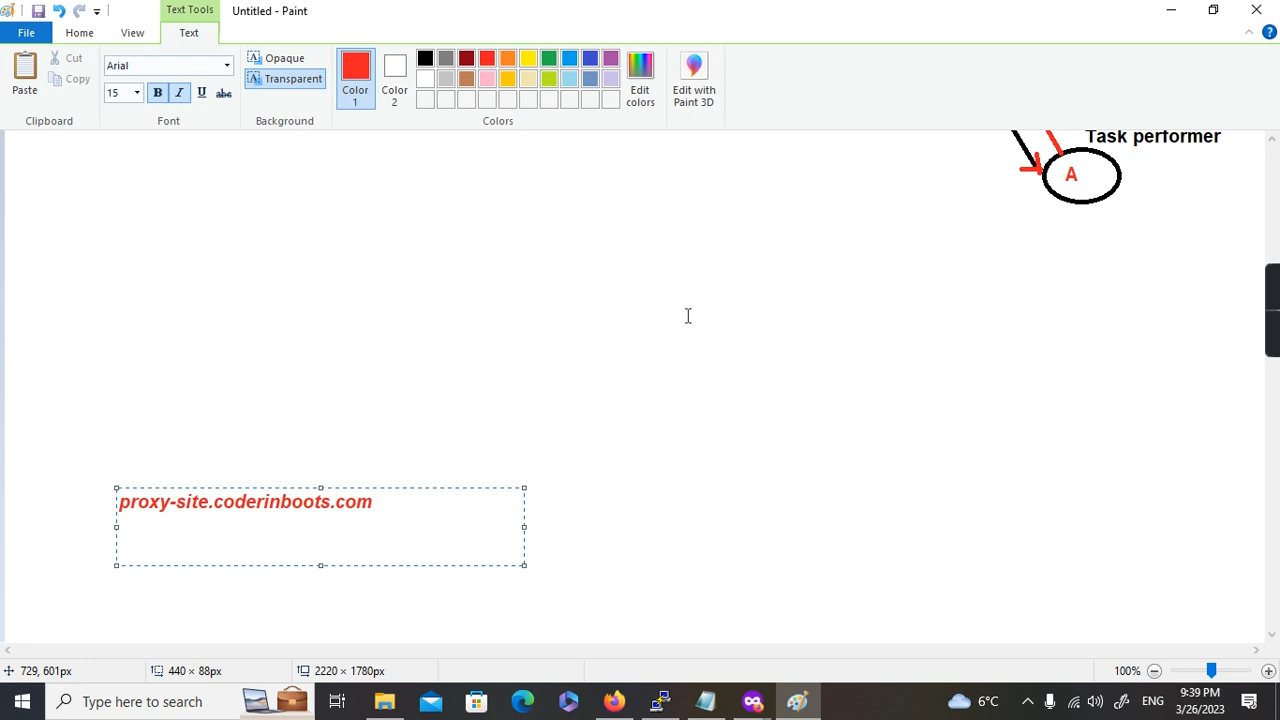 Text Tools
Untitled - Paint
File
Home
View
Text
Paste
Cut
Copy
Clipboard
Arial
15
B I U abc
Font
Opaque
Transparent
Background
Color 1
Color 2
Edit colors
Colors
Edit with Paint 3D
Task performer
A
proxy-site.coderinboots.com
729, 601px
440 × 88px
2220 × 1780px
100%
Type here to search
6°C
ENG
9:39 PM
3/26/2023